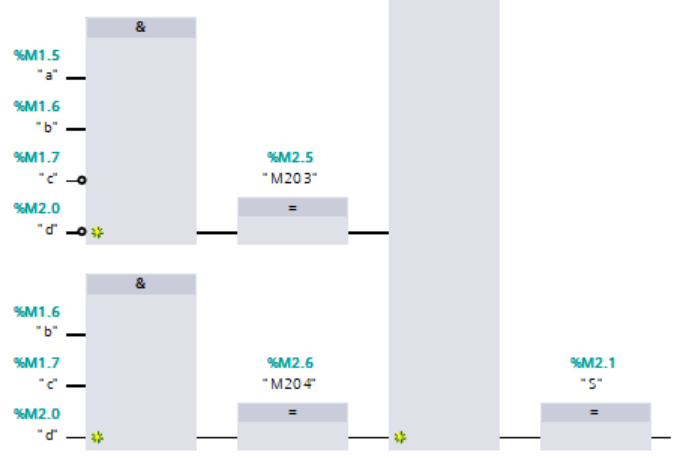 &
%M1.5
"a"
%M1.6
"b"
%M1.7
"c"
%M2.0
"d"
%M2.5
"M203"
=
&
%M1.6
"b"
%M1.7
"c"
%M2.0
"d"
%M2.6
"M204"
=
%M2.1
"S"
=